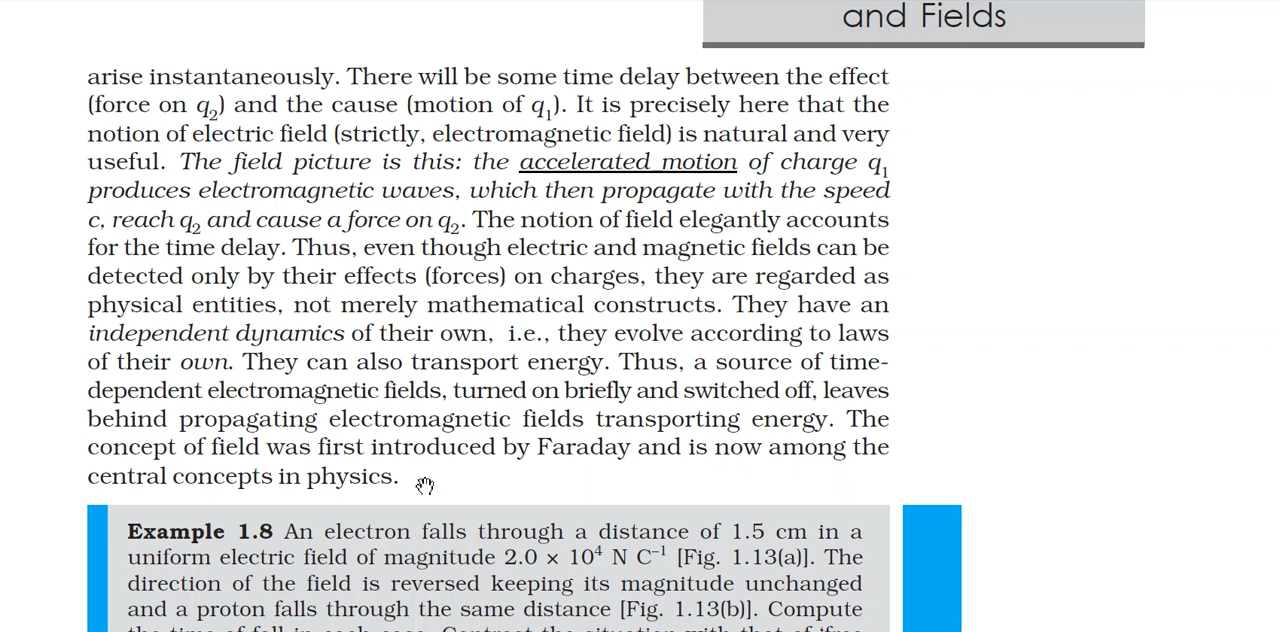 and Fields
arise instantaneously. There will be some time delay between the effect
(force on q₂) and the cause (motion of q₁). It is precisely here that the
notion of electric field (strictly, electromagnetic field) is natural and very
useful. The field picture is this: the accelerated motion of charge q₁
produces electromagnetic waves, which then propagate with the speed
c, reach q₂ and cause a force on q₂. The notion of field elegantly accounts
for the time delay. Thus, even though electric and magnetic fields can be
detected only by their effects (forces) on charges, they are regarded as
physical entities, not merely mathematical constructs. They have an
independent dynamics of their own, i.e., they evolve according to laws
of their own. They can also transport energy. Thus, a source of time-
dependent electromagnetic fields, turned on briefly and switched off, leaves
behind propagating electromagnetic fields transporting energy. The
concept of field was first introduced by Faraday and is now among the
central concepts in physics.
Example 1.8 An electron falls through a distance of 1.5 cm in a
uniform electric field of magnitude 2.0 × 10⁴ N C⁻¹ [Fig. 1.13(a)]. The
direction of the field is reversed keeping its magnitude unchanged
and a proton falls through the same distance [Fig. 1.13(b)]. Compute